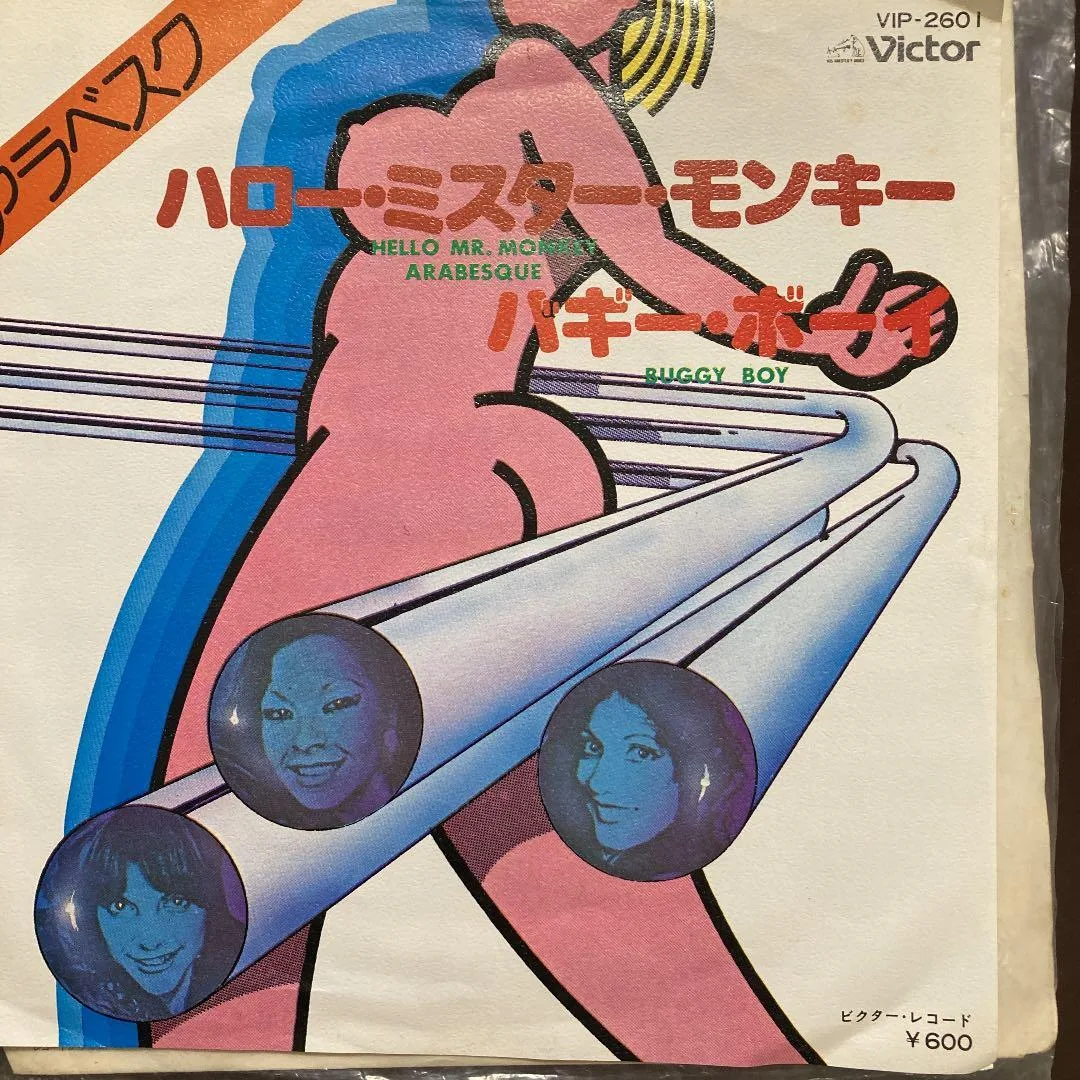 VIP-2601
Victor
アラベスク
ハロー・ミスター・モンキー
HELLO MR. MONKEY
ARABESQUE
バギー・ボーイ
BUGGY BOY
ビクター・レコード
¥600